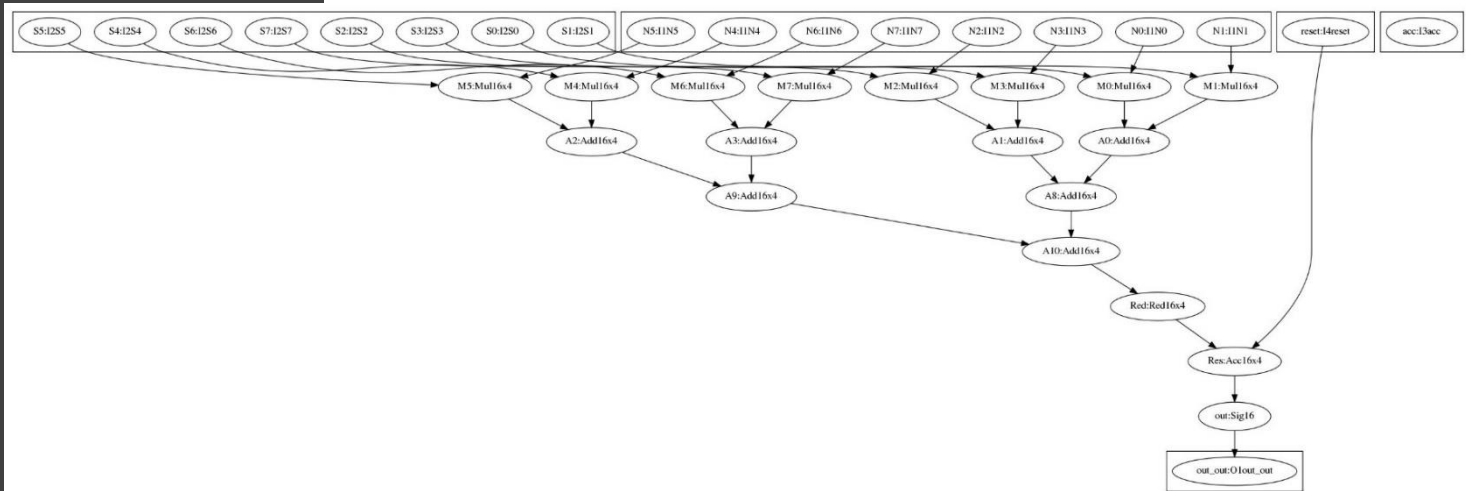 S5:I2S5 S4:I2S4 S6:I2S6 S7:I2S7 S2:I2S2 S3:I2S3 S0:I2S0 S1:I2S1 N5:I1N5 N4:I1N4 N6:I1N6 N7:I1N7 N2:I1N2 N3:I1N3 N0:I1N0 N1:I1N1 reset:I4reset acc:I3acc
M5:Mul16x4 M4:Mul16x4 M6:Mul16x4 M7:Mul16x4 M2:Mul16x4 M3:Mul16x4 M0:Mul16x4 M1:Mul16x4
A2:Add16x4 A3:Add16x4 A1:Add16x4 A0:Add16x4
A9:Add16x4 A8:Add16x4
A10:Add16x4
Red:Red16x4
Res:Acc16x4
out:Sig16
out_out:O1out_out